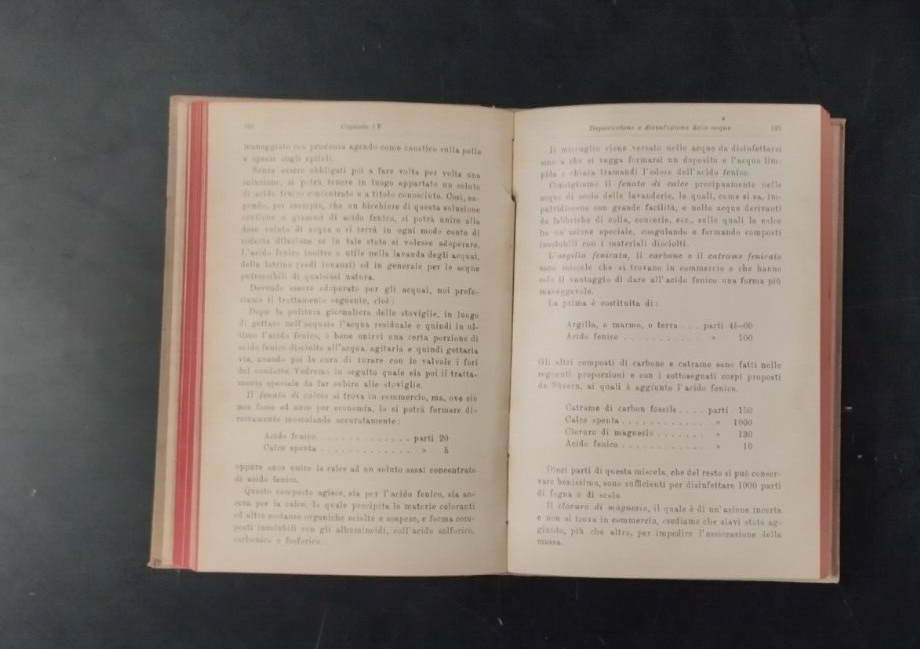 Capitolo IV
maneggiato con prudenza agendo come caustico sulla pelle
e specie sugli epiteli.
Senza essere obbligati poi a fare volta per volta una
soluzione, si potrà tenere in luogo appartato un soluto
di acido fenico concentrato e a titolo conosciuto. Così, sa-
pendo, per esempio, che un bicchiere di questa soluzione
contiene grammi di acido fenico, si potrà unire alla
dose voluta di acqua o si terrà in ogni modo conto di
codesta diluzione se in tale stato si volesse adoperare.
L'acido fenico inoltre è utile nella lavanda degli acquai,
delle latrine (vedi innanzi) ed in generale per le acque
putrescibili di qualsiasi natura.
Dovendo essere adoperato per gli acquai, noi prefe-
riamo il trattamento seguente, cioè:
Dopo la pulitura giornaliera delle stoviglie, in luogo
di gettare nell'acquaio l'acqua residuale e quindi in ul-
timo l'acido fenico, è bene unirvi una certa porzione di
acido fenico disciolto all'acqua, agitarla e quindi gettarla
via, avendo poi la cura di turare con le valvole i fori
del condotto. Vedremo in seguito quale sia poi il tratta-
mento speciale da far subire alle stoviglie.
Il fenato di calcio si trova in commercio, ma, ove ciò
non fosse ed anco per economia, lo si potrà formare di-
rettamente mescolando accuratamente:
Acido fenico . . . . . . . . . . . . . parti 20
Calce spenta . . . . . . . . . . . . . » 5
oppure anco unire la calce ad un soluto assai concentrato
di acido fenico.
Questo composto agisce, sia per l'acido fenico, sia an-
cora per la calce, la quale precipita le materie coloranti
ed altre sostanze organiche sciolte e sospese, e forma com-
posti insolubili con gli albuminoidi, coll'acido solforico,
carbonico e fosforico.
Depurazione e disinfezione delle acque
Il miscuglio viene versato nelle acque da disinfettarsi
sino a che si vegga formarsi un deposito e l'acqua lim-
pida e chiara tramandi l'odore dell'acido fenico.
Consigliamo il fenato di calce precipuamente nelle
acque di scolo delle lavanderie, le quali, come si sa, im-
putridiscono con grande facilità, e nelle acque derivanti
da fabbriche di colla, concerie, ecc., sulle quali la calce
ha un'azione speciale, coagulando e formando composti
insolubili con i materiali disciolti.
L'argilla fenicata, il carbone e il catrame fenicato
sono miscele che si trovano in commercio e che hanno
solo il vantaggio di dare all'acido fenico una forma più
maneggevole.
La prima è costituita di:
Argilla, o marmo, o terra . . . parti 45—60
Acido fenico . . . . . . . . . . . » 100
Gli altri composti di carbone e catrame sono fatti nelle
seguenti proporzioni e con i sottosegnati corpi proposti
da Süvern, ai quali è aggiunto l'acido fenico.
Catrame di carbon fossile . . . . parti 150
Calce spenta . . . . . . . . » 1000
Cloruro di magnesio . . . . . . . » 130
Acido fenico . . . . . . . . . . . » 10
Dieci parti di questa miscela, che del resto si può conser-
vare benissimo, sono sufficienti per disinfettare 1000 parti
di fogna o di scolo.
Il cloruro di magnesio, il quale è di un'azione incerta
e non si trova in commercio, crediamo che siavi stato ag-
giunto, più che altro, per impedire l'essiccazione della
massa.